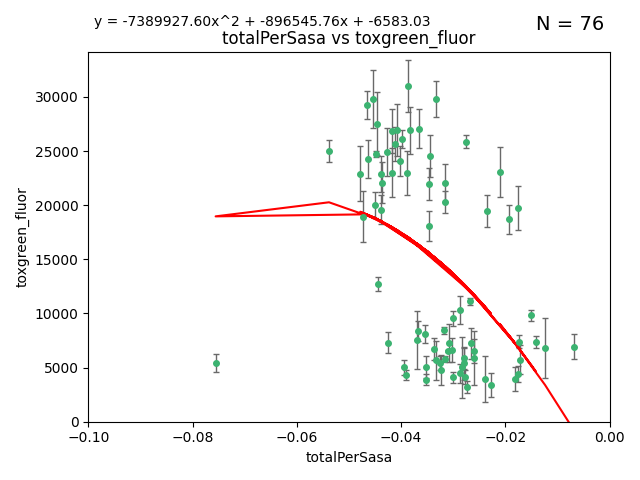 y = -7389927.60x^2 + -896545.76x + -6583.03
N = 76
totalPerSasa vs toxgreen_fluor
toxgreen_fluor
30000
25000
20000
15000
10000
5000
0
−0.10
−0.08
−0.06
−0.04
−0.02
0.00
totalPerSasa